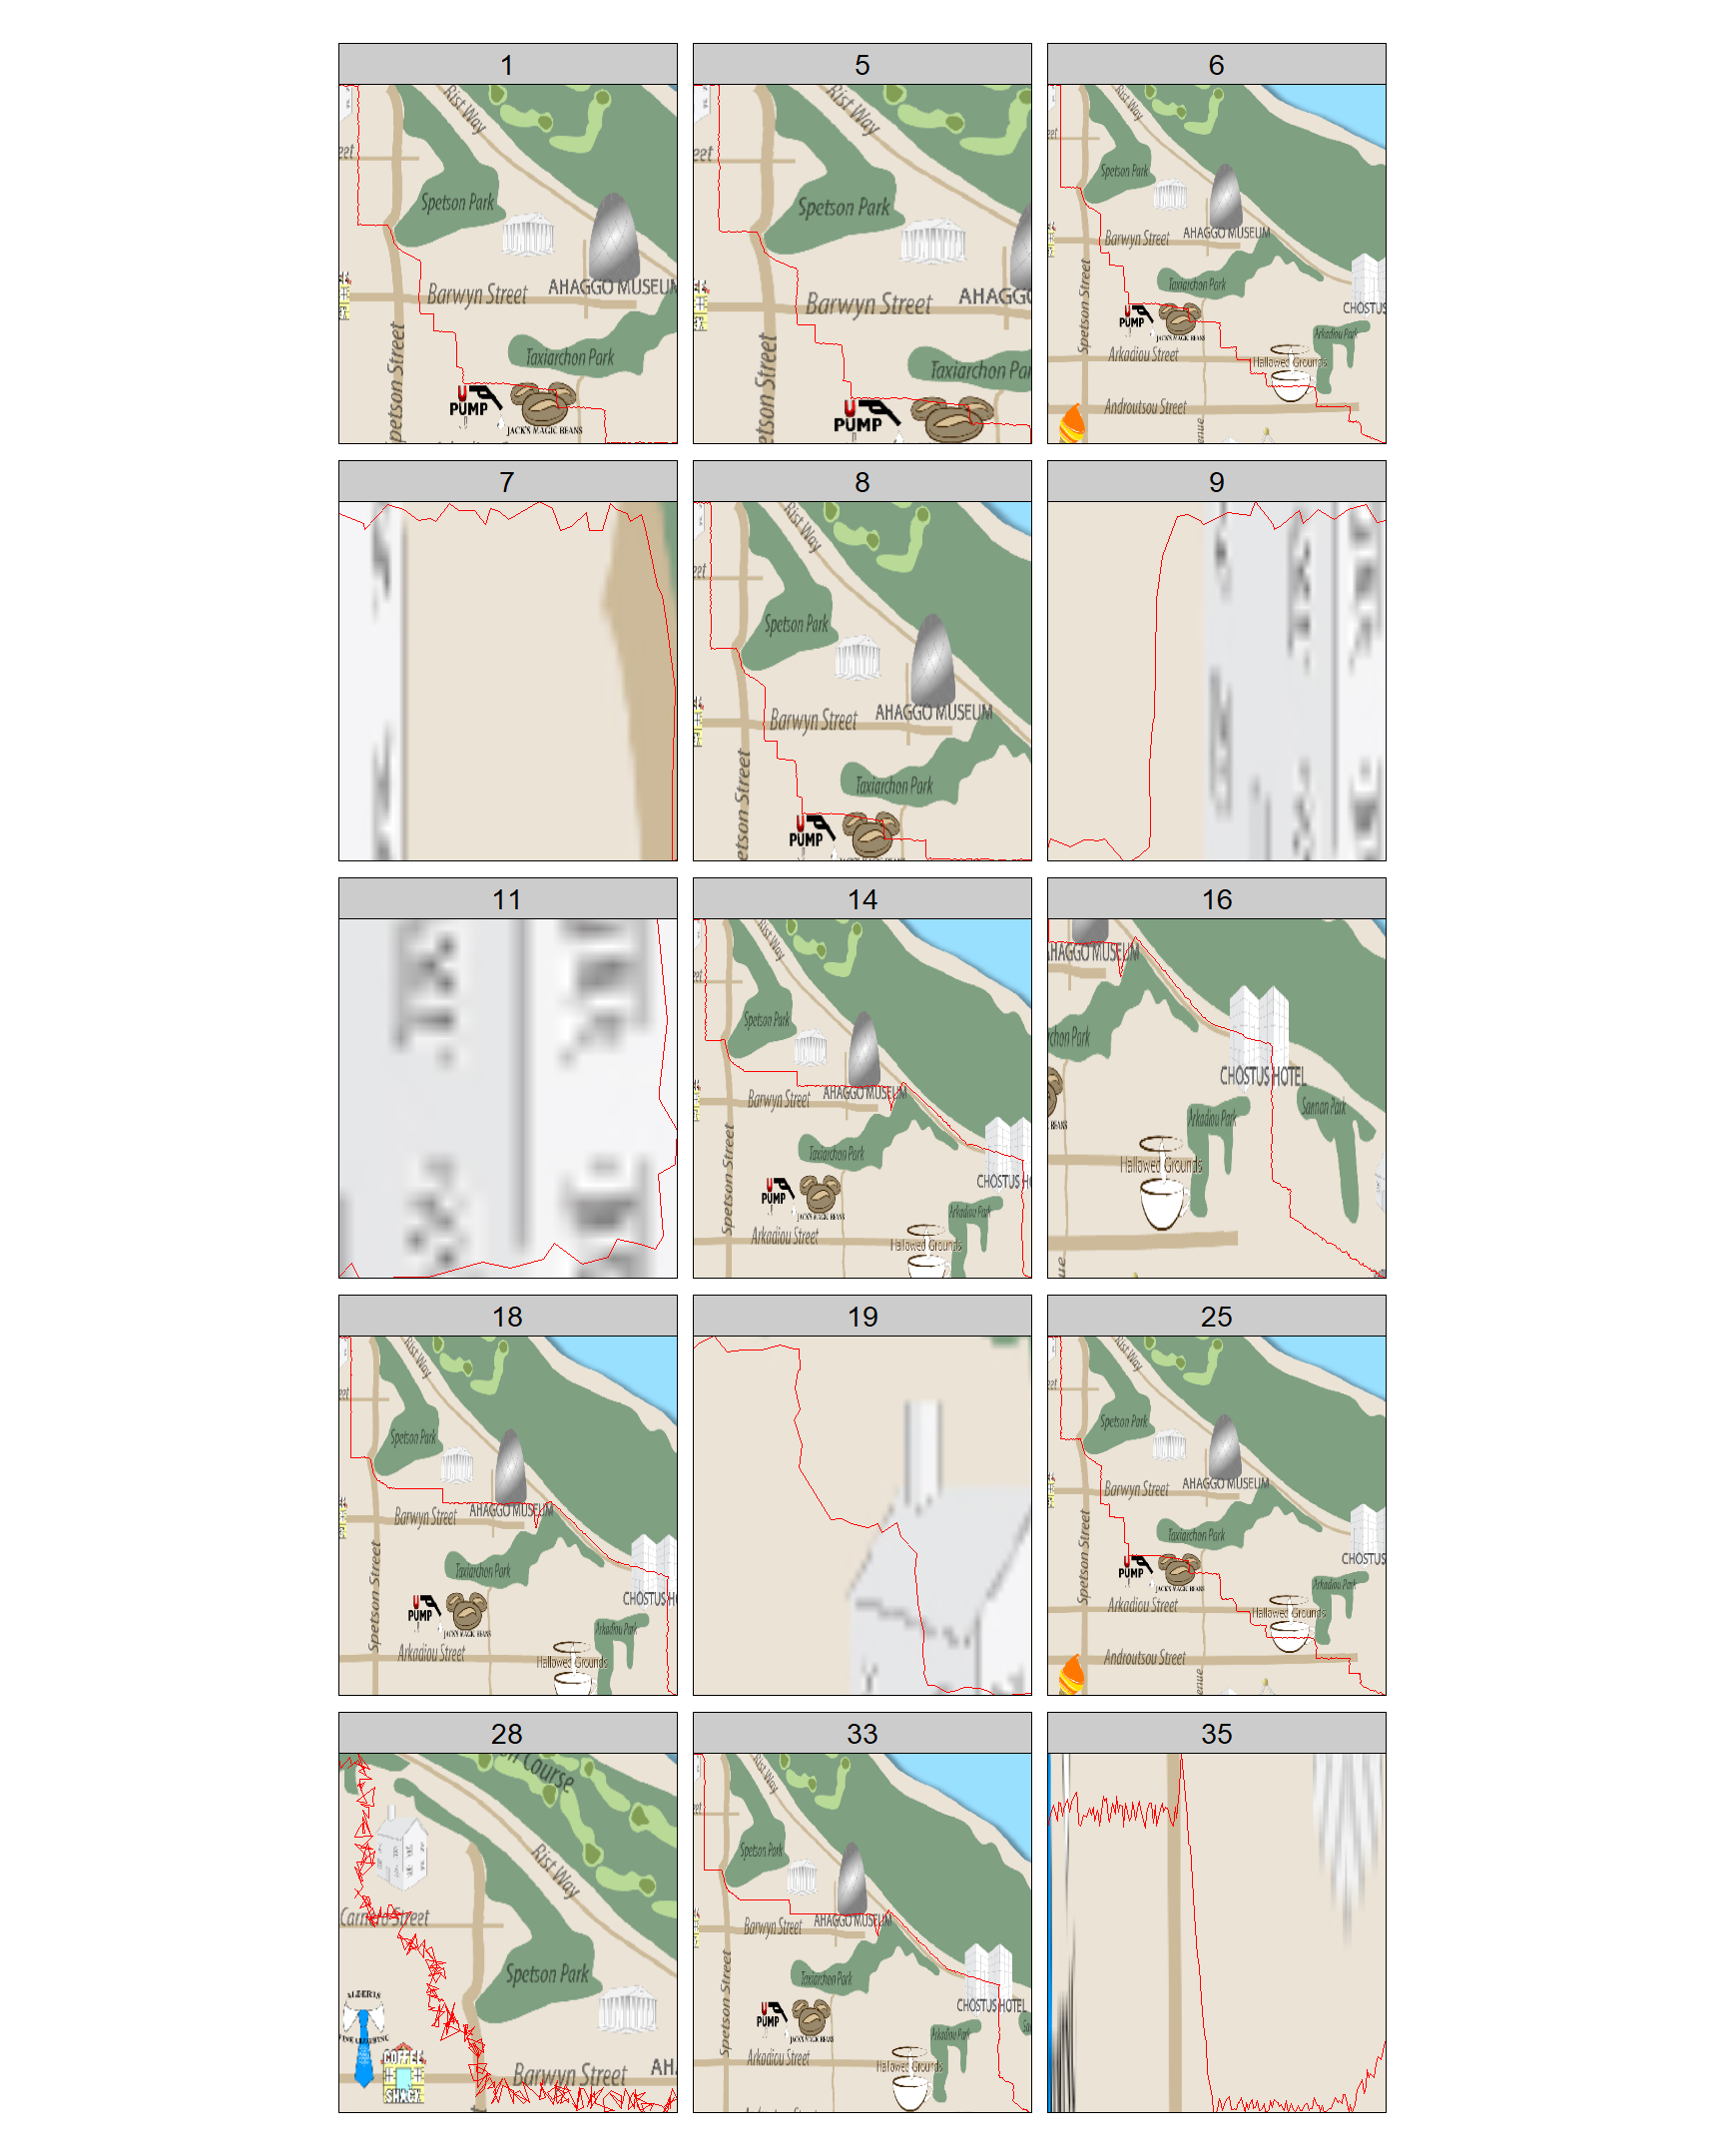 1
Rist Way
eet
Spetson Park
AHAGGO MUSEUM
Barwyn Street
Spetson Street
Taxiarchon Park
U
PUMP
JACK'S MAGIC BEANS
5
Rist Way
eet
Spetson Park
AHAGG
Barwyn Street
petson Street
Taxiarchon Par
U
PUMP
6
Rist Way
eet
Spetson Park
AHAGGO MUSEUM
Barwyn Street
Spetson Street
Taxiarchon Park
CHOSTUS
U
PUMP
JACK'S MAGIC BEANS
Arkadiou Park
Arkadiou Street
Hallowed Grounds
Androutsou Street
enue
7
8
Rist Way
eet
Spetson Park
AHAGGO MUSEUM
Barwyn Street
etson Street
Taxiarchon Park
U
PUMP
9
11
14
Rist Way
eet
Spetson Park
AHAGGO MUSEUM
Barwyn Street
Spetson Street
Taxiarchon Park
CHOSTUS H
U
PUMP
JACK'S MAGIC BEANS
Arkadiou Park
Arkadiou Street
Hallowed Grounds
16
HAGGO MUSEUM
rchon Park
CHOSTUS HOTEL
Arkadiou Park
Sannan Park
BEANS
Hallowed Grounds
ue
18
Rist Way
eet
Spetson Park
AHAGGO MUSEUM
Barwyn Street
Spetson Street
Taxiarchon Park
CHOSTUS H
U
PUMP
JACK'S MAGIC BEANS
Arkadiou Park
Arkadiou Street
Hallowed Grounds
19
25
Rist Way
eet
Spetson Park
AHAGGO MUSEUM
Barwyn Street
Spetson Street
Taxiarchon Park
CHOSTUS
U
PUMP
JACK'S MAGIC BEANS
Arkadiou Park
Arkadiou Street
Hallowed Grounds
Androutsou Street
enue
28
Course
Rist Way
Street
Spetson Park
COFFEE
SHACK
Barwyn Street
AH
33
Rist Way
eet
Spetson Park
AHAGGO MUSEUM
Barwyn Street
Spetson Street
Taxiarchon Park
CHOSTUS HOTEL
U
PUMP
JACK'S MAGIC BEANS
Arkadiou Park
Arkadiou Street
Hallowed Grounds
35